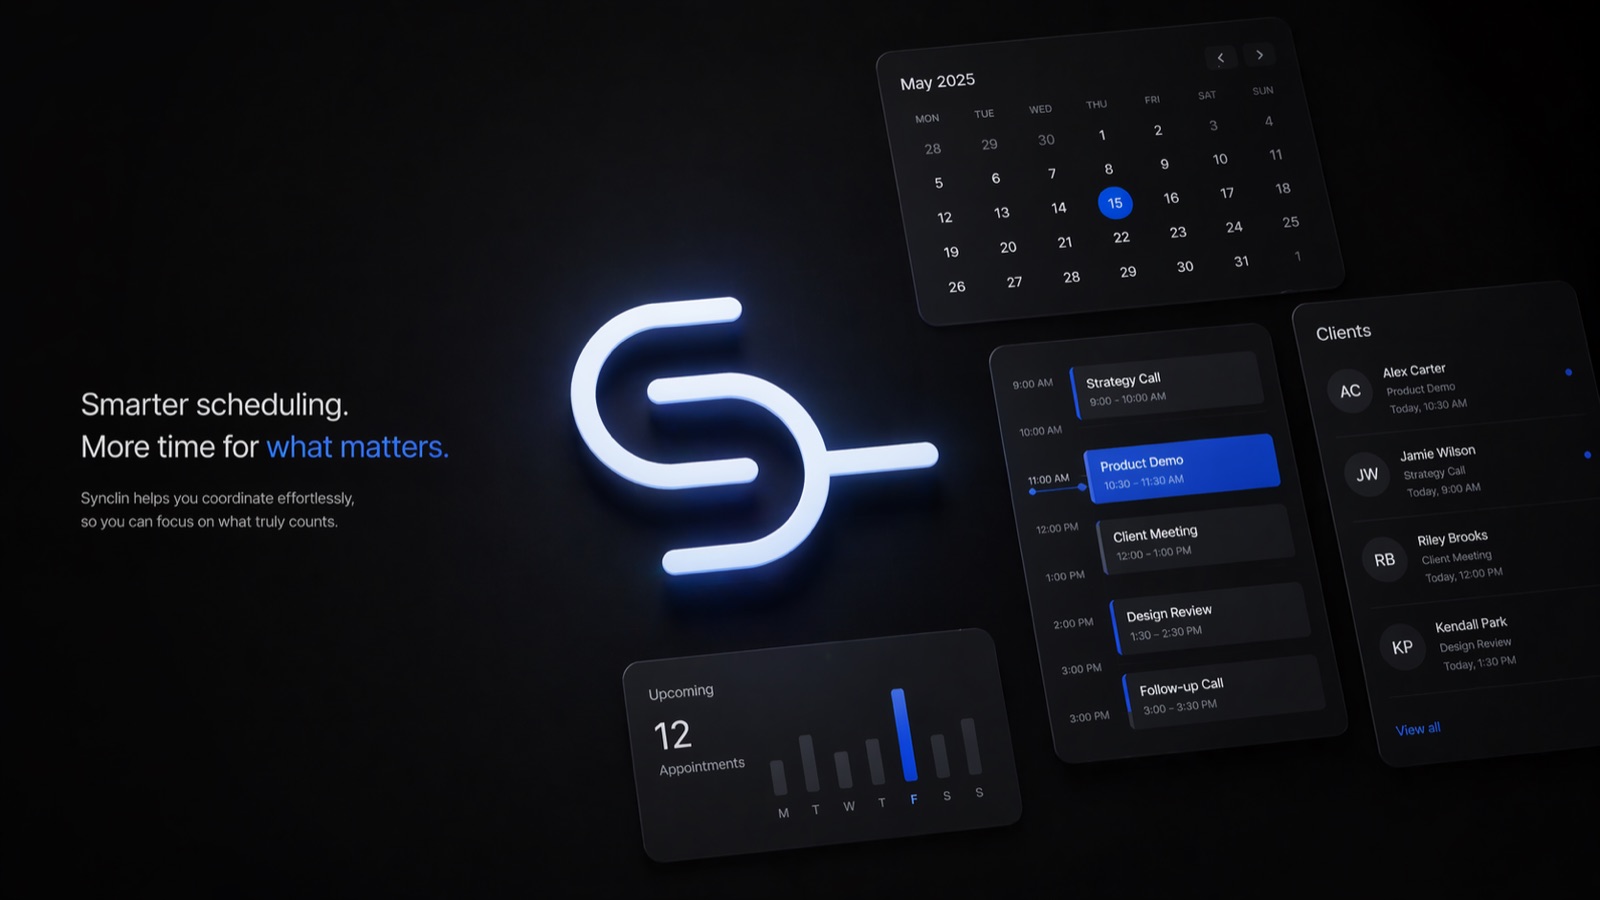 Smarter scheduling.
More time for what matters.
Synclin helps you coordinate effortlessly,
so you can focus on what truly counts.
May 2025
MON TUE WED THU FRI SAT SUN
28 29 30 1 2 3 4
5 6 7 8 9 10 11
12 13 14 15 16 17 18
19 20 21 22 23 24 25
26 27 28 29 30 31 1
9:00 AM
Strategy Call
9:00 - 10:00 AM
10:00 AM
11:00 AM
Product Demo
10:30 – 11:30 AM
12:00 PM
Client Meeting
12:00 – 1:00 PM
1:00 PM
2:00 PM
Design Review
1:30 – 2:30 PM
3:00 PM
Follow-up Call
3:00 – 3:30 PM
3:00 PM
Clients
AC
Alex Carter
Product Demo
Today, 10:30 AM
JW
Jamie Wilson
Strategy Call
Today, 9:00 AM
RB
Riley Brooks
Client Meeting
Today, 12:00 PM
KP
Kendall Park
Design Review
Today, 1:30 PM
View all
Upcoming
12
Appointments
M T W T F S S